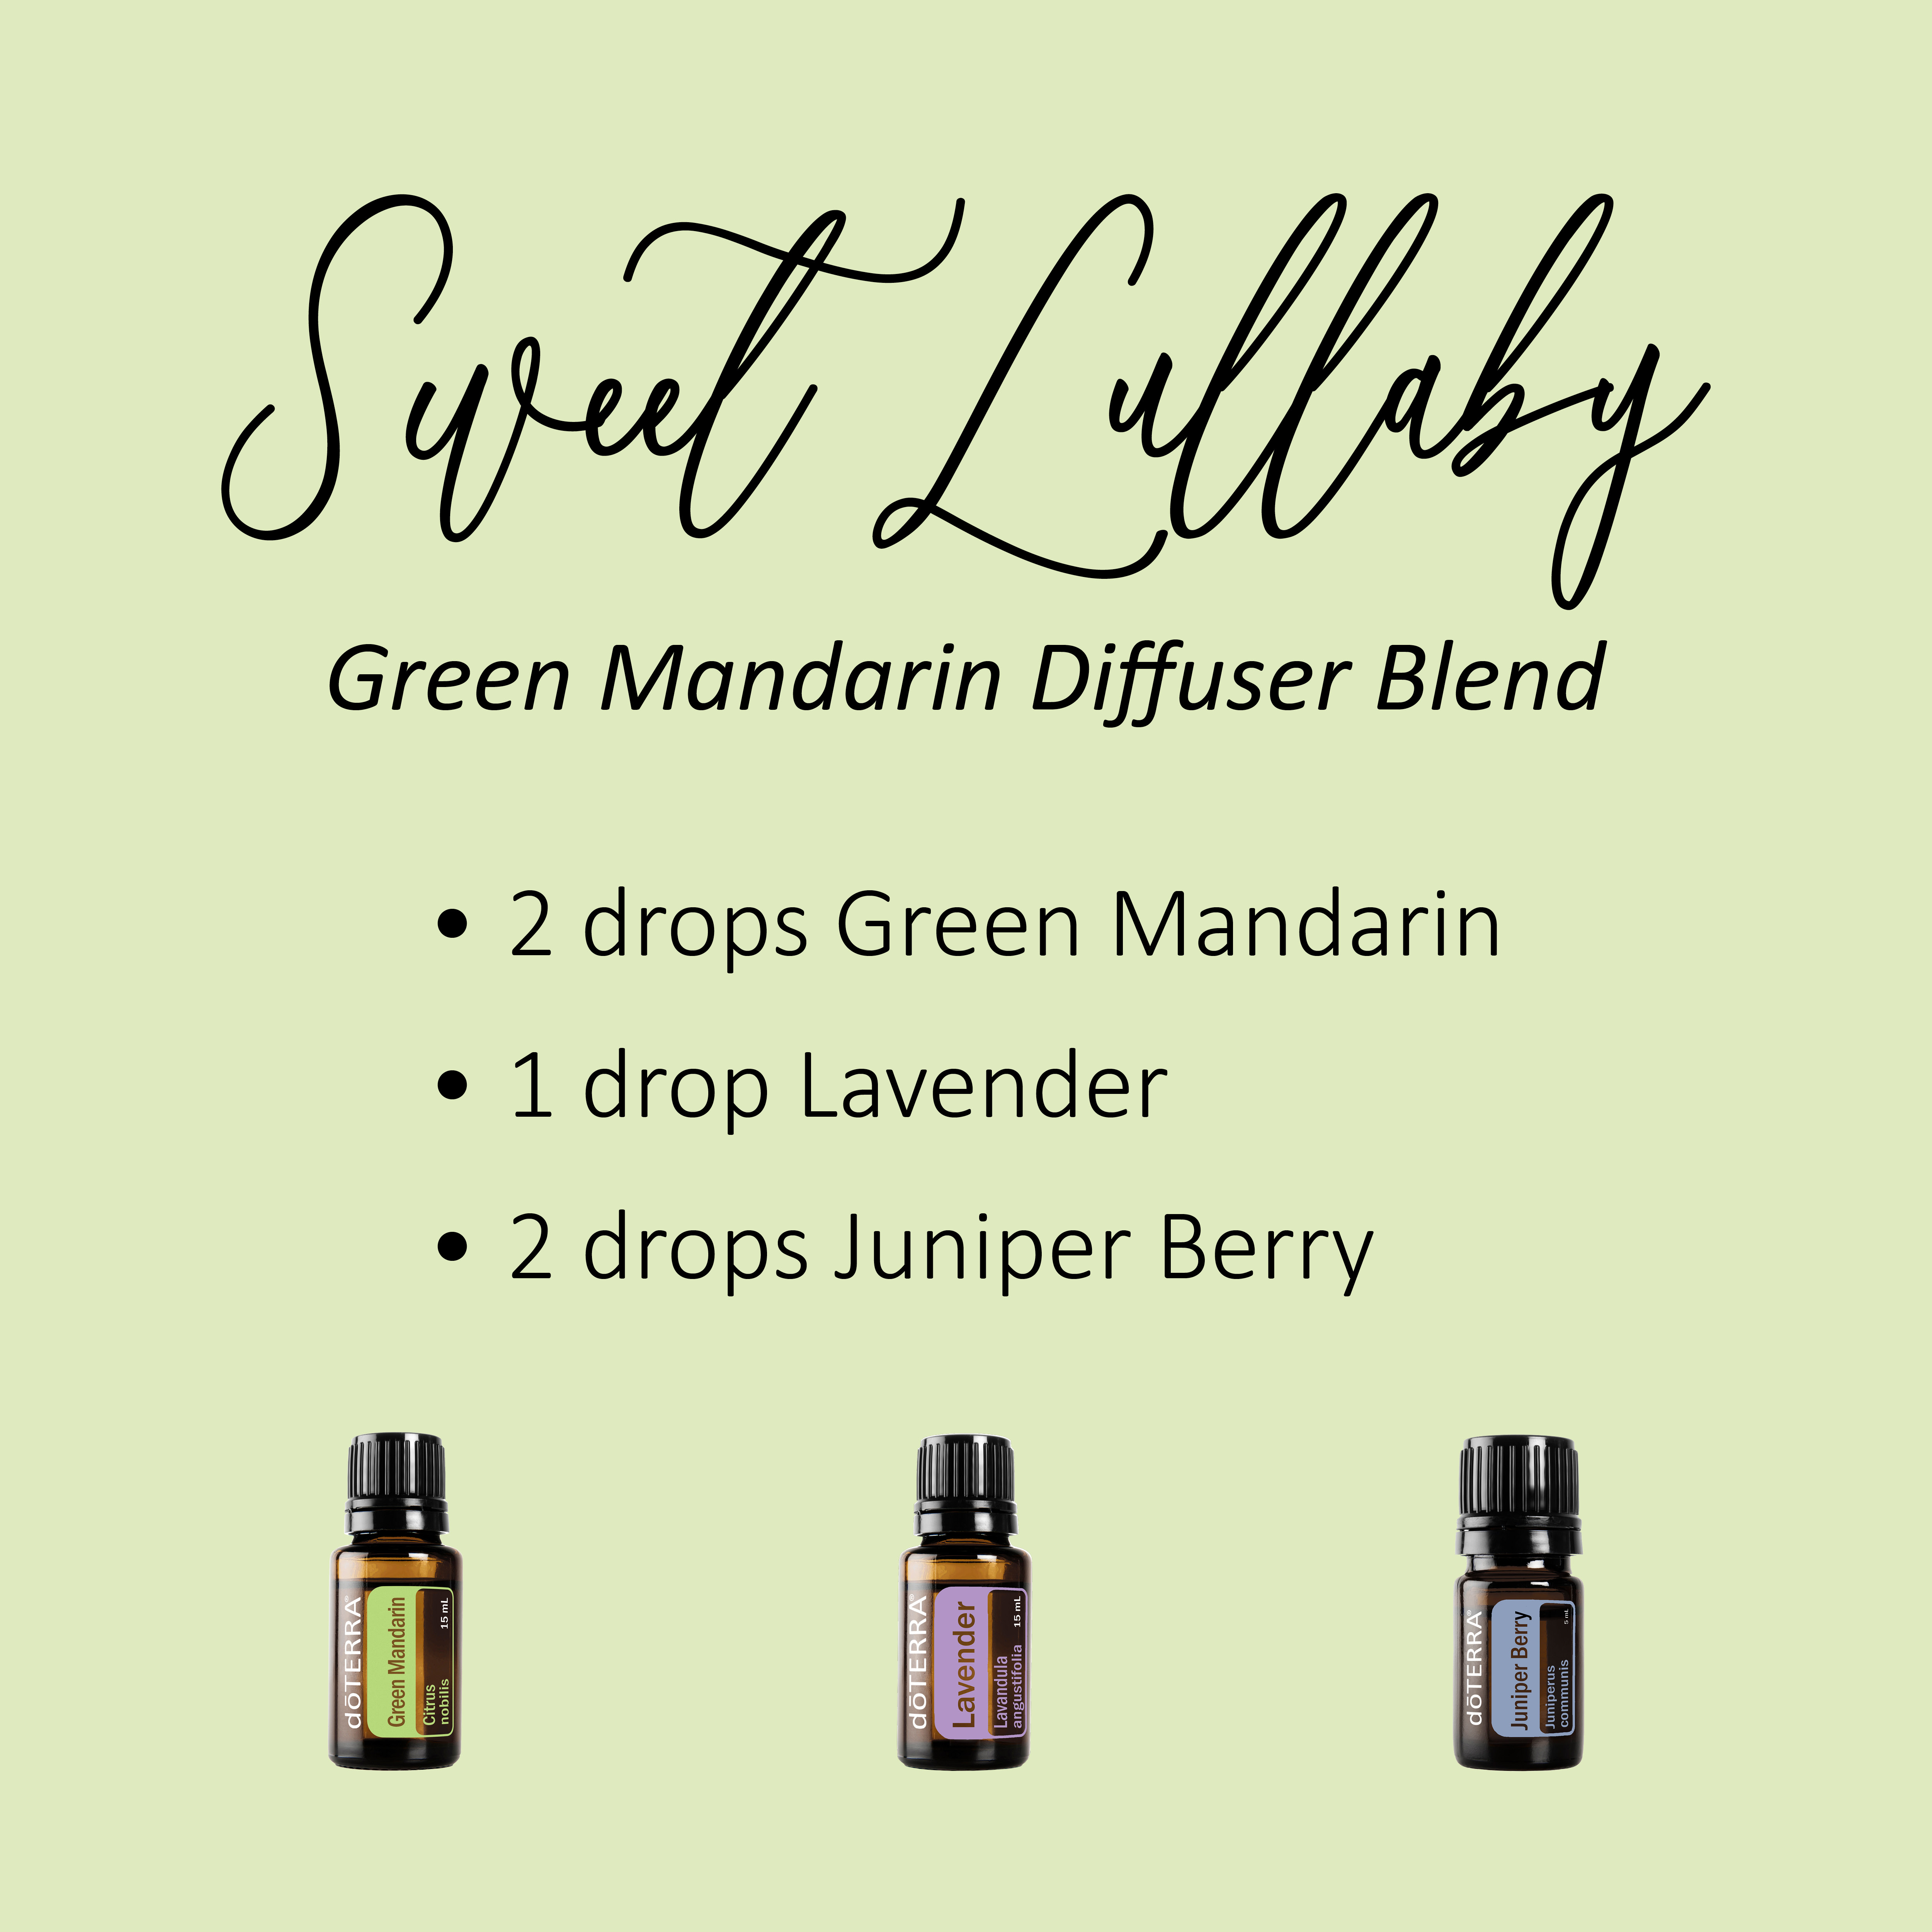 Sweet Lullaby
Green Mandarin Diffuser Blend
• 2 drops Green Mandarin
• 1 drop Lavender
• 2 drops Juniper Berry
dōTERRA®
Green Mandarin
Citrus
nobilis
15 mL
dōTERRA®
Lavender
Lavandula
angustifolia
15 mL
dōTERRA®
Juniper Berry
Juniperus
communis
5 mL